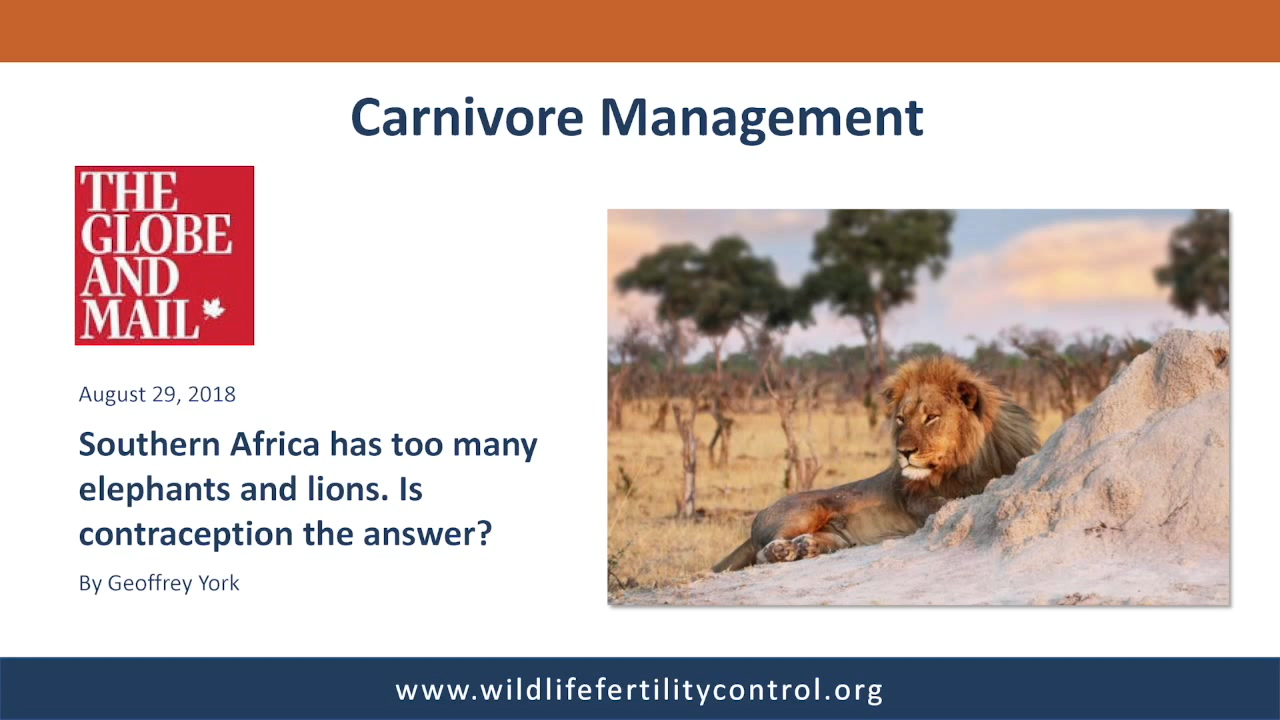 Carnivore Management
THE
GLOBE
AND
MAIL
August 29, 2018
Southern Africa has too many
elephants and lions. Is
contraception the answer?
By Geoffrey York
www.wildlifefertilitycontrol.org